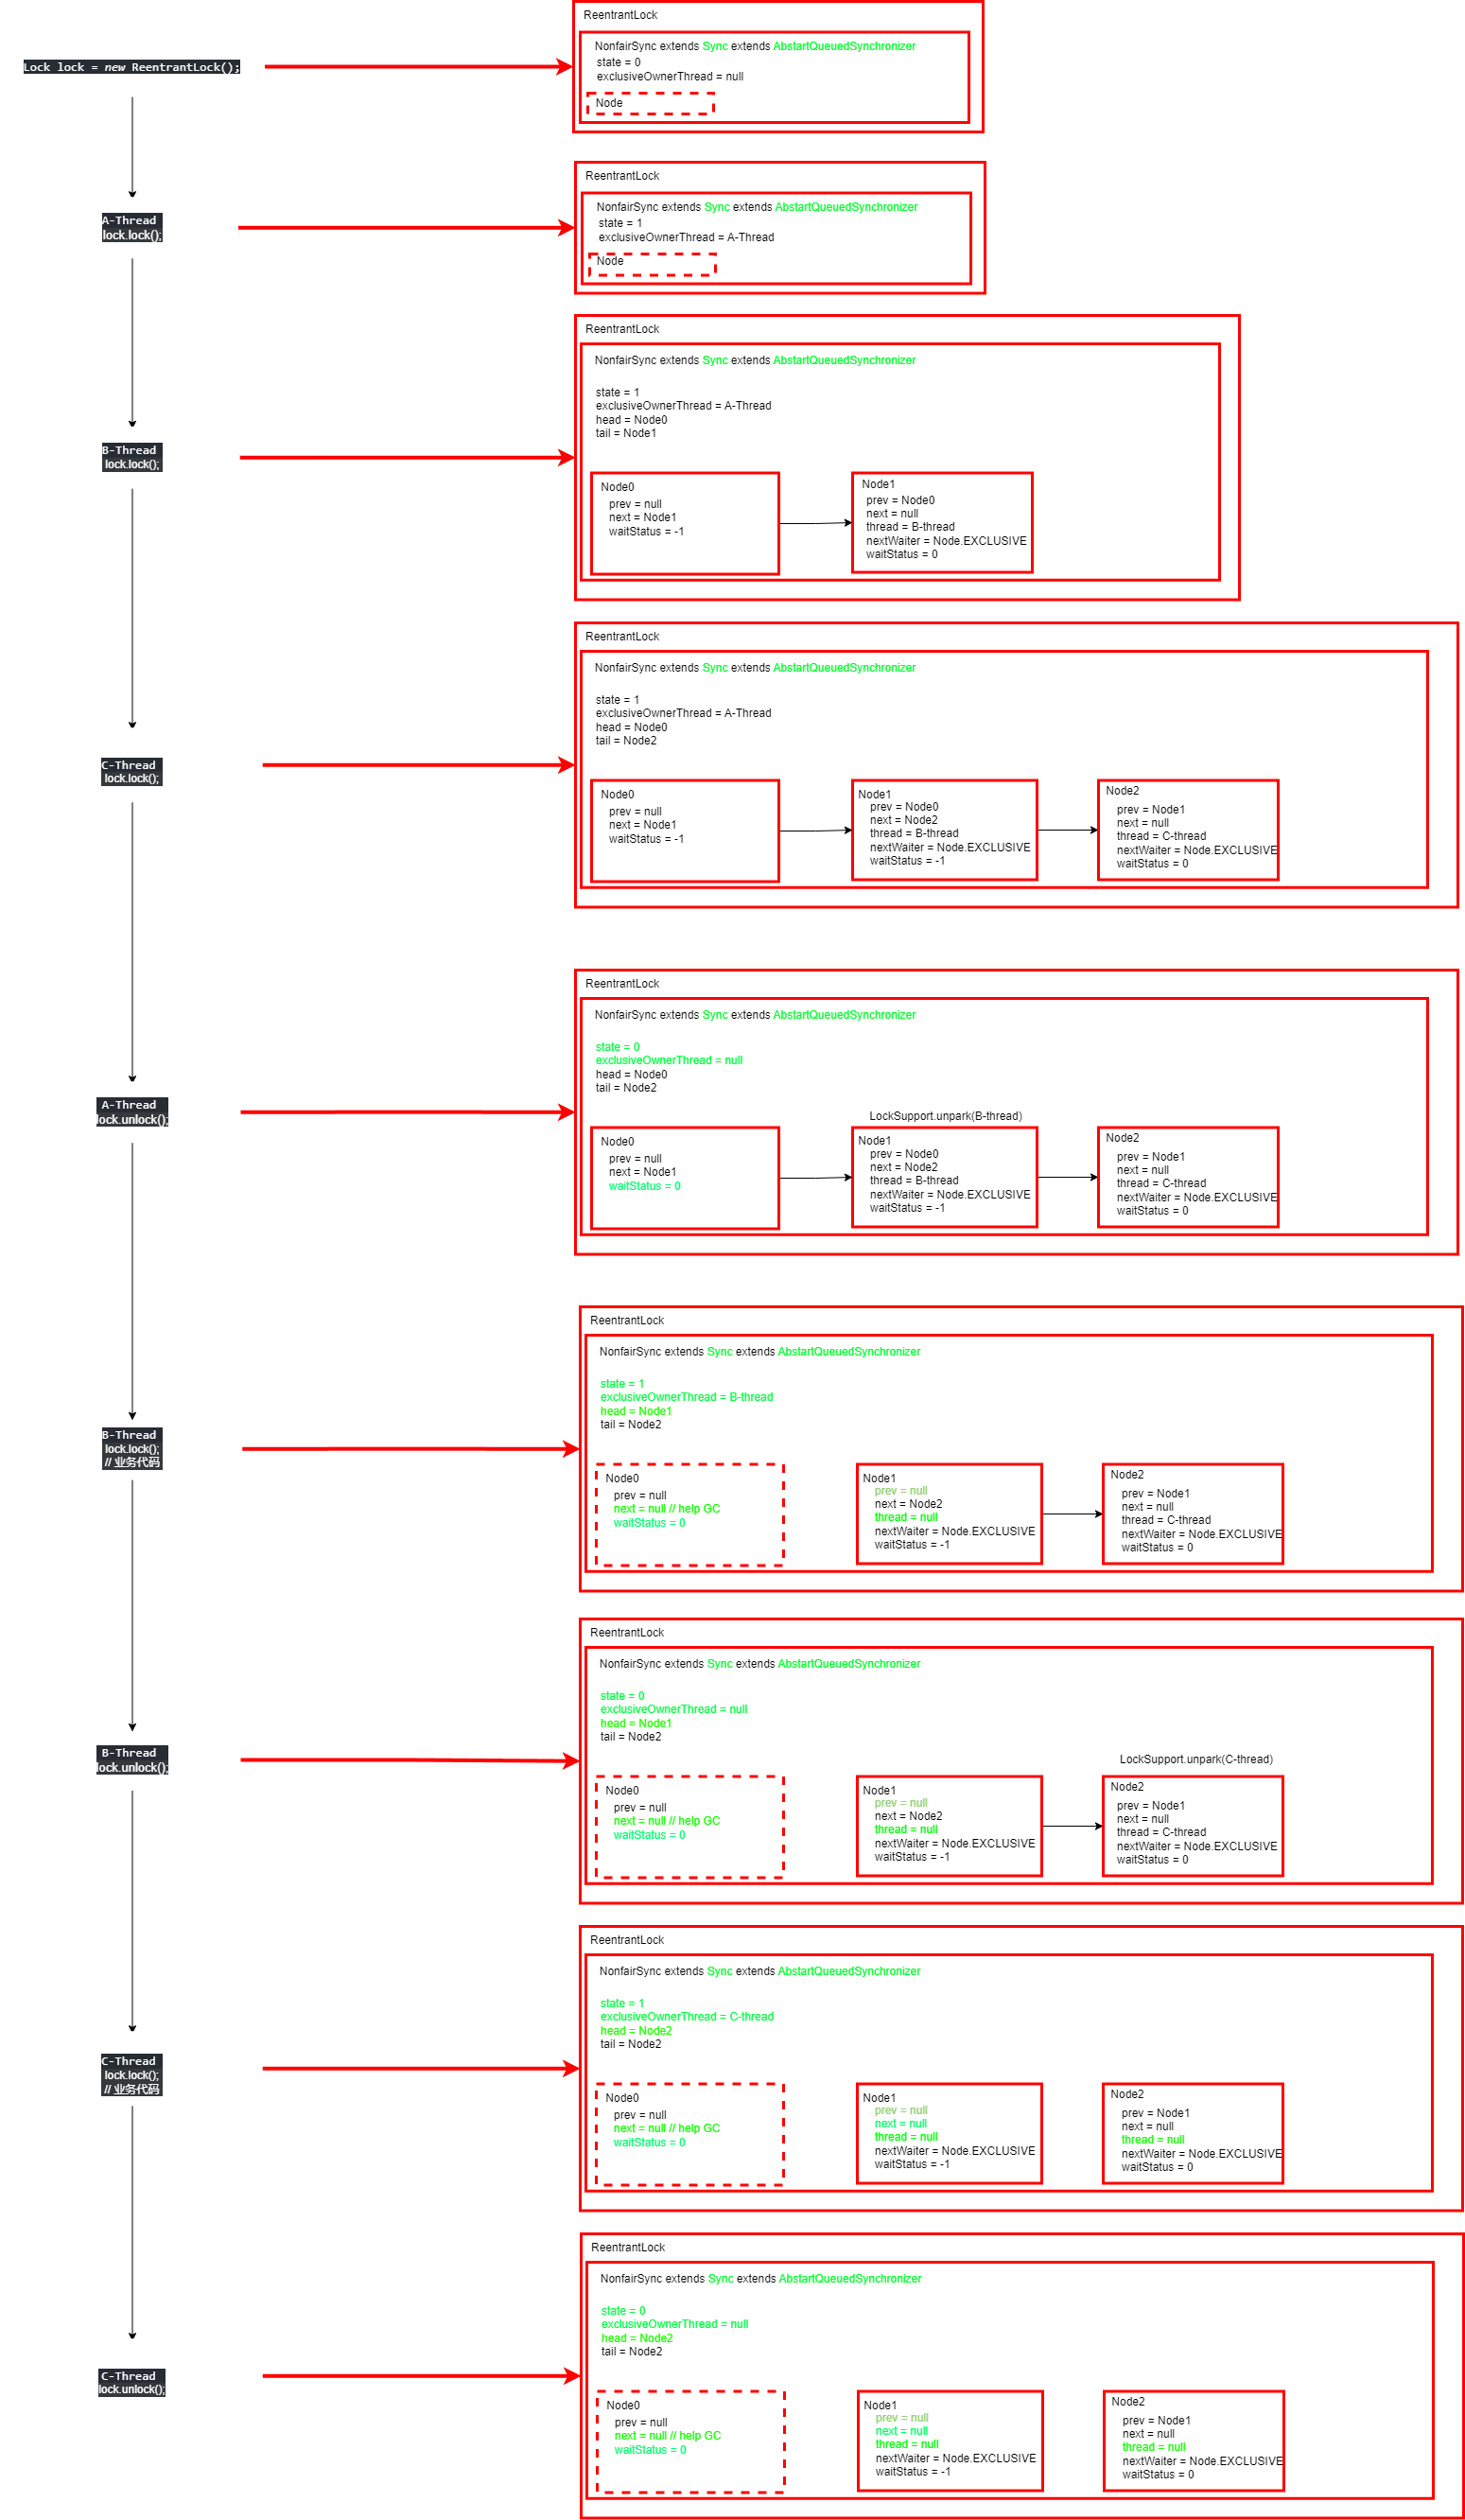 Lock lock = new ReentrantLock();
ReentrantLock
NonfairSync extends Sync extends AbstartQueuedSynchronizer
state = 0
exclusiveOwnerThread = null
Node
A-Thread
lock.lock();
ReentrantLock
NonfairSync extends Sync extends AbstartQueuedSynchronizer
state = 1
exclusiveOwnerThread = A-Thread
Node
B-Thread
lock.lock();
ReentrantLock
NonfairSync extends Sync extends AbstartQueuedSynchronizer
state = 1
exclusiveOwnerThread = A-Thread
head = Node0
tail = Node1
Node0
prev = null
next = Node1
waitStatus = -1
Node1
prev = Node0
next = null
thread = B-thread
nextWaiter = Node.EXCLUSIVE
waitStatus = 0
C-Thread
lock.lock();
ReentrantLock
NonfairSync extends Sync extends AbstartQueuedSynchronizer
state = 1
exclusiveOwnerThread = A-Thread
head = Node0
tail = Node2
Node0
prev = null
next = Node1
waitStatus = -1
Node1
prev = Node0
next = Node2
thread = B-thread
nextWaiter = Node.EXCLUSIVE
waitStatus = -1
Node2
prev = Node1
next = null
thread = C-thread
nextWaiter = Node.EXCLUSIVE
waitStatus = 0
A-Thread
lock.unlock();
ReentrantLock
NonfairSync extends Sync extends AbstartQueuedSynchronizer
state = 0
exclusiveOwnerThread = null
head = Node0
tail = Node2
LockSupport.unpark(B-thread)
Node0
prev = null
next = Node1
waitStatus = 0
Node1
prev = Node0
next = Node2
thread = B-thread
nextWaiter = Node.EXCLUSIVE
waitStatus = -1
Node2
prev = Node1
next = null
thread = C-thread
nextWaiter = Node.EXCLUSIVE
waitStatus = 0
B-Thread
lock.lock();
// 业务代码
ReentrantLock
NonfairSync extends Sync extends AbstartQueuedSynchronizer
state = 1
exclusiveOwnerThread = B-thread
head = Node1
tail = Node2
Node0
prev = null
next = null // help GC
waitStatus = 0
Node1
prev = null
next = Node2
thread = null
nextWaiter = Node.EXCLUSIVE
waitStatus = -1
Node2
prev = Node1
next = null
thread = C-thread
nextWaiter = Node.EXCLUSIVE
waitStatus = 0
B-Thread
lock.unlock();
ReentrantLock
NonfairSync extends Sync extends AbstartQueuedSynchronizer
state = 0
exclusiveOwnerThread = null
head = Node1
tail = Node2
LockSupport.unpark(C-thread)
Node0
prev = null
next = null // help GC
waitStatus = 0
Node1
prev = null
next = Node2
thread = null
nextWaiter = Node.EXCLUSIVE
waitStatus = -1
Node2
prev = Node1
next = null
thread = C-thread
nextWaiter = Node.EXCLUSIVE
waitStatus = 0
C-Thread
lock.lock();
// 业务代码
ReentrantLock
NonfairSync extends Sync extends AbstartQueuedSynchronizer
state = 1
exclusiveOwnerThread = C-thread
head = Node2
tail = Node2
Node0
prev = null
next = null // help GC
waitStatus = 0
Node1
prev = null
next = null
thread = null
nextWaiter = Node.EXCLUSIVE
waitStatus = -1
Node2
prev = Node1
next = null
thread = null
nextWaiter = Node.EXCLUSIVE
waitStatus = 0
C-Thread
lock.unlock();
ReentrantLock
NonfairSync extends Sync extends AbstartQueuedSynchronizer
state = 0
exclusiveOwnerThread = null
head = Node2
tail = Node2
Node0
prev = null
next = null // help GC
waitStatus = 0
Node1
prev = null
next = null
thread = null
nextWaiter = Node.EXCLUSIVE
waitStatus = -1
Node2
prev = Node1
next = null
thread = null
nextWaiter = Node.EXCLUSIVE
waitStatus = 0